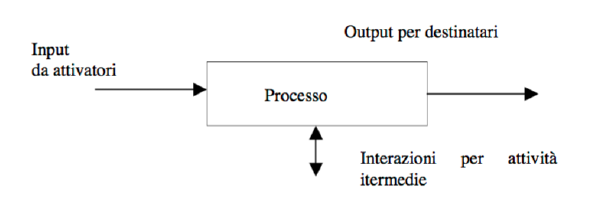 Output per destinatari
Input
da attivatori
Processo
Interazioni per attività
itermedie